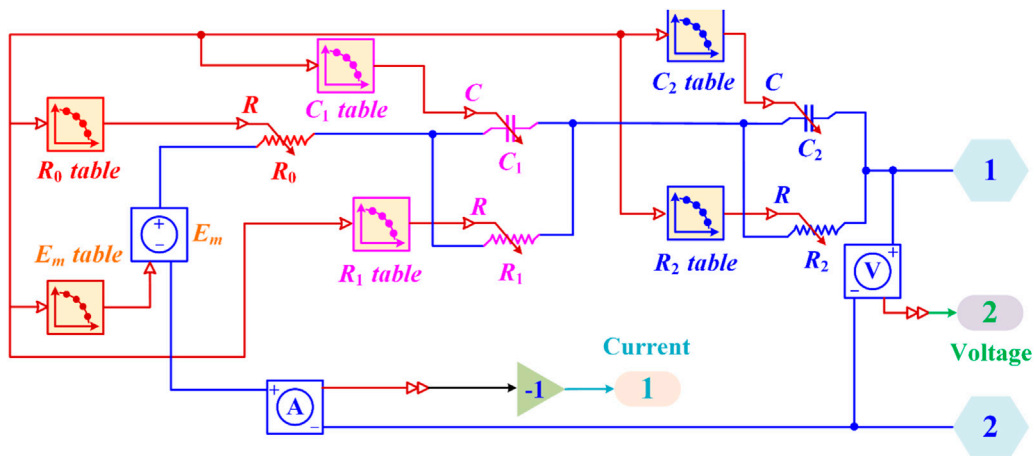 C₁ table
C
C₂ table
C
R₀ table
R
R₀
C₁
C₂
1
+
−
Eₘ
Eₘ table
R₁ table
R
R₁
R₂ table
R
R₂
+
−
V
2
Voltage
Current
+
−
A
-1
1
2